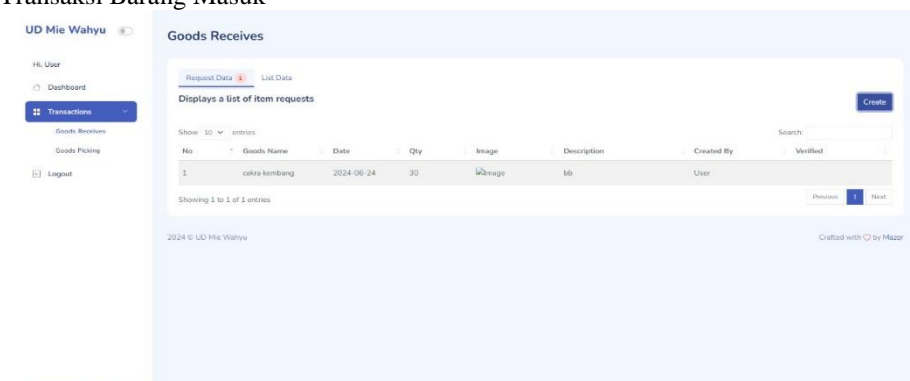 Transaksi Barang Masuk
UD Mie Wahyu
Goods Receives
Hi, User
Dashboard
Transactions
Goods Receives
Goods Picking
Logout
Request Data 1 List Data
Displays a list of item requests
Create
Show 10 entries
Search:
No Goods Name Date Qty Image Description Created By Verified
1 cakra kembang 2024-06-24 30 Image bb User
Showing 1 to 1 of 1 entries
Previous 1 Next
2024 © UD Mie Wahyu
Crafted with ♡ by Mazer